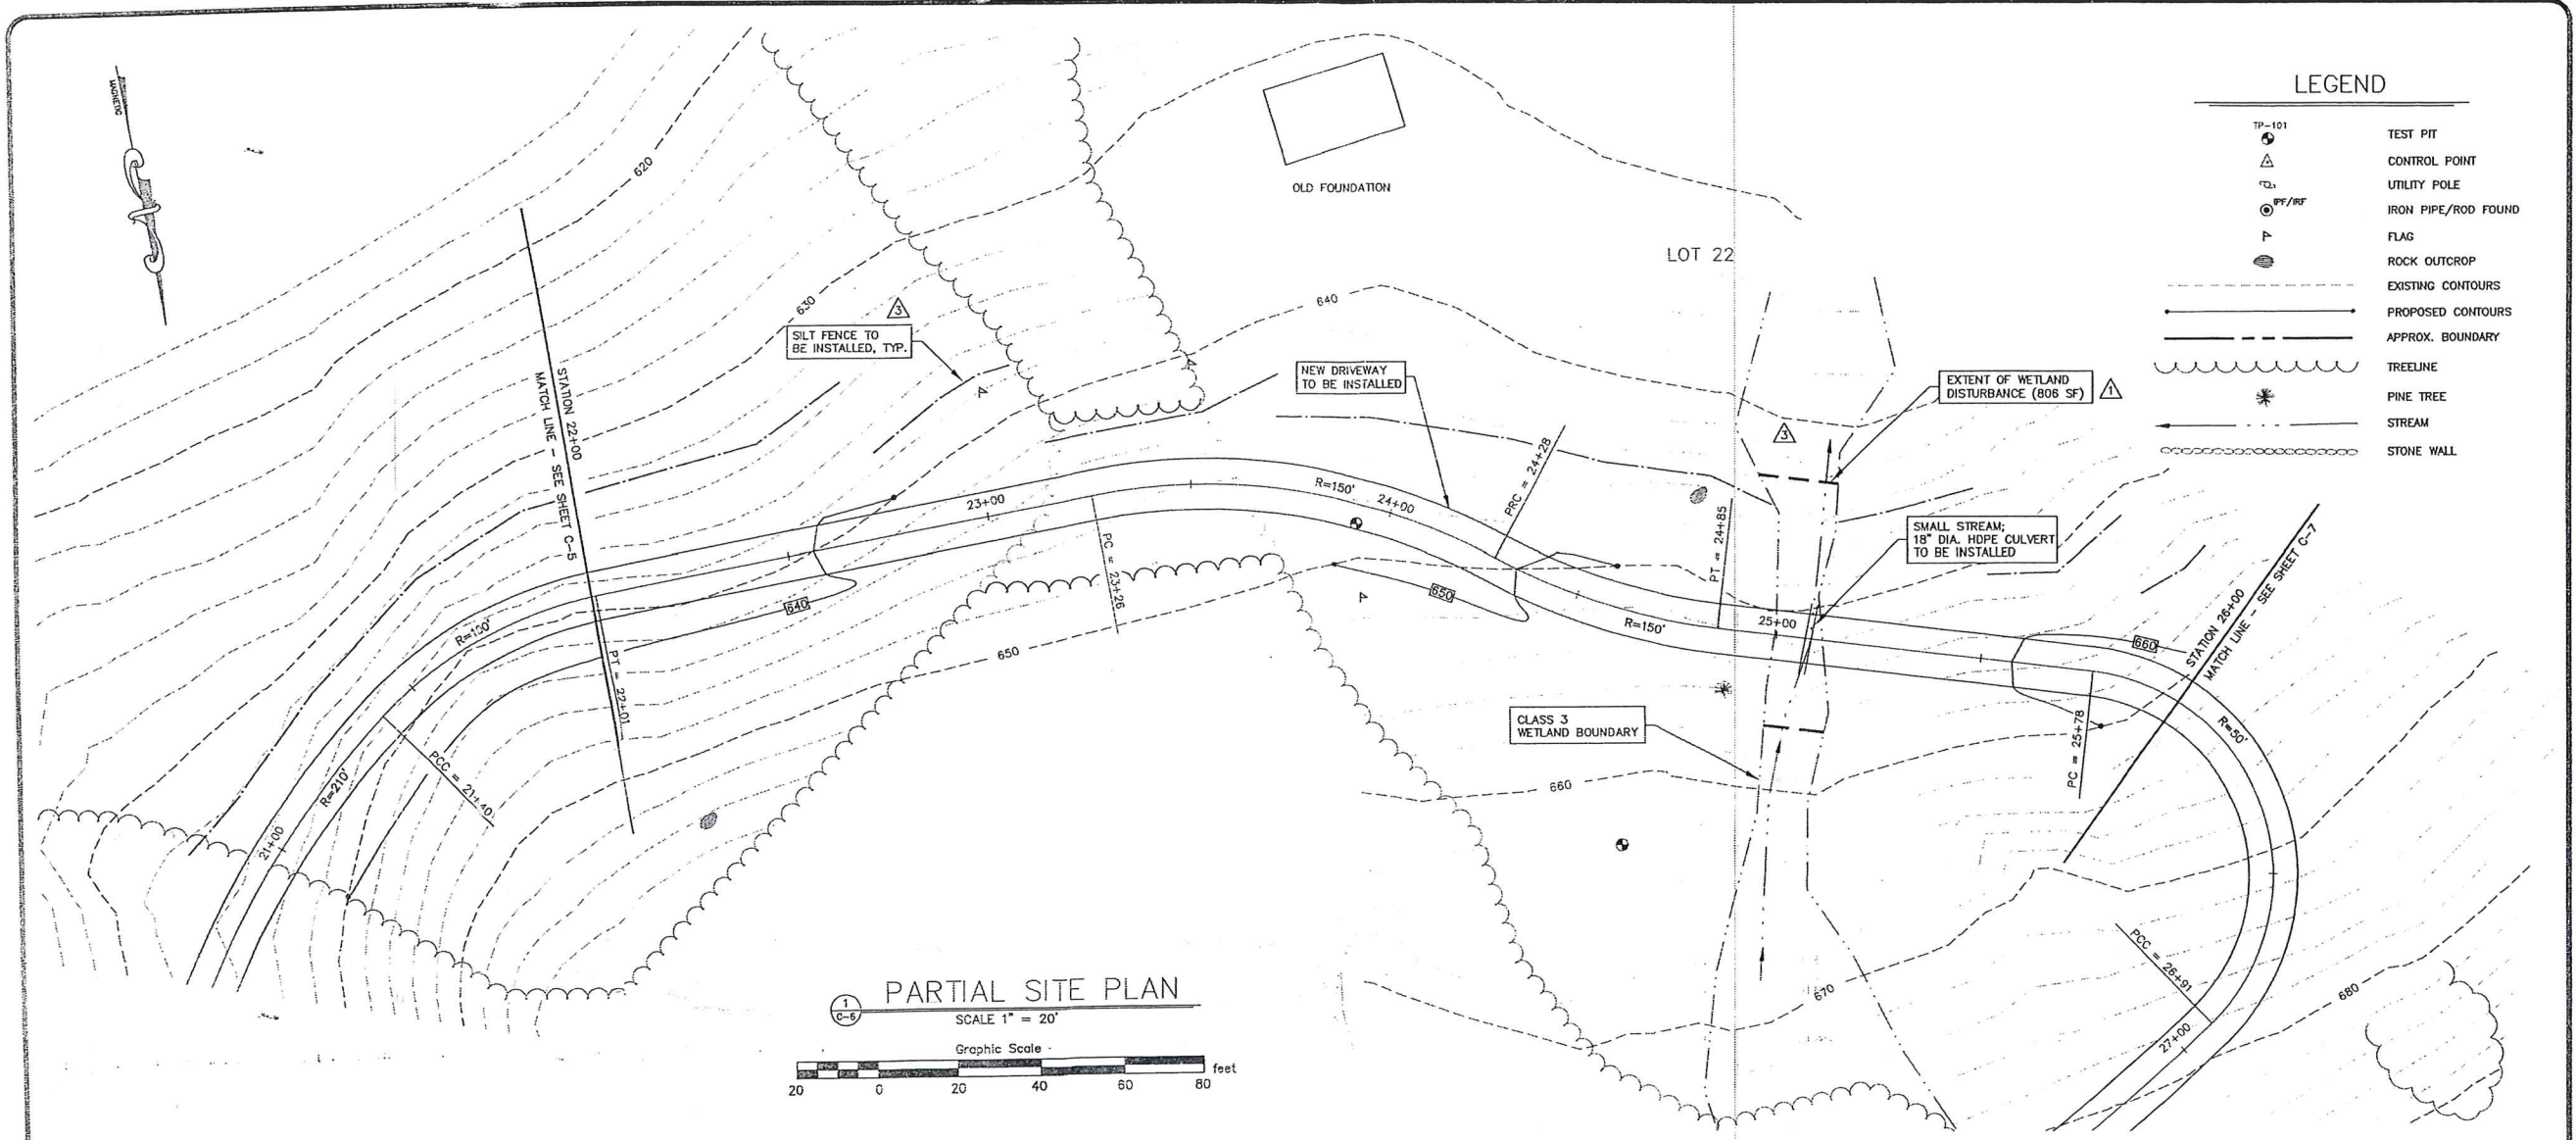 MAGNETIC
620
630
640
LOT 22
OLD FOUNDATION
3
SILT FENCE TO
BE INSTALLED, TYP.
NEW DRIVEWAY
TO BE INSTALLED
STATION 22+00
MATCH LINE - SEE SHEET C-5
23+00
R=150'
24+00
PRC = 24+28
3
EXTENT OF WETLAND
DISTURBANCE (806 SF)
1
SMALL STREAM;
18" DIA. HDPE CULVERT
TO BE INSTALLED
PC = 23+26
PT = 24+85
640
650
650
R=150'
25+00
660
STATION 26+00
MATCH LINE - SEE SHEET C-7
PT = 22+01
PCC = 21+40
R=210'
21+00
CLASS 3
WETLAND BOUNDARY
660
PC = 25+78
R=50'
PCC = 26+91
27+00
670
680
1
C-6
PARTIAL SITE PLAN
SCALE 1" = 20'
Graphic Scale
20 0 20 40 60 80 feet
LEGEND
TP-101
TEST PIT
CONTROL POINT
UTILITY POLE
IPF/IRF
IRON PIPE/ROD FOUND
FLAG
ROCK OUTCROP
EXISTING CONTOURS
PROPOSED CONTOURS
APPROX. BOUNDARY
TREELINE
PINE TREE
STREAM
STONE WALL